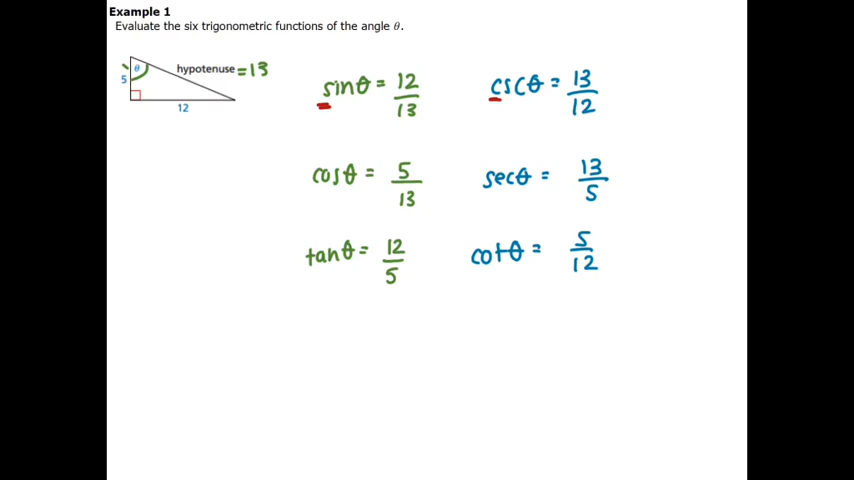 Example 1
Evaluate the six trigonometric functions of the angle θ.
θ
hypotenuse = 13
5
12
sinθ = 12/13
cscθ = 13/12
cosθ = 5/13
secθ = 13/5
tanθ = 12/5
cotθ = 5/12